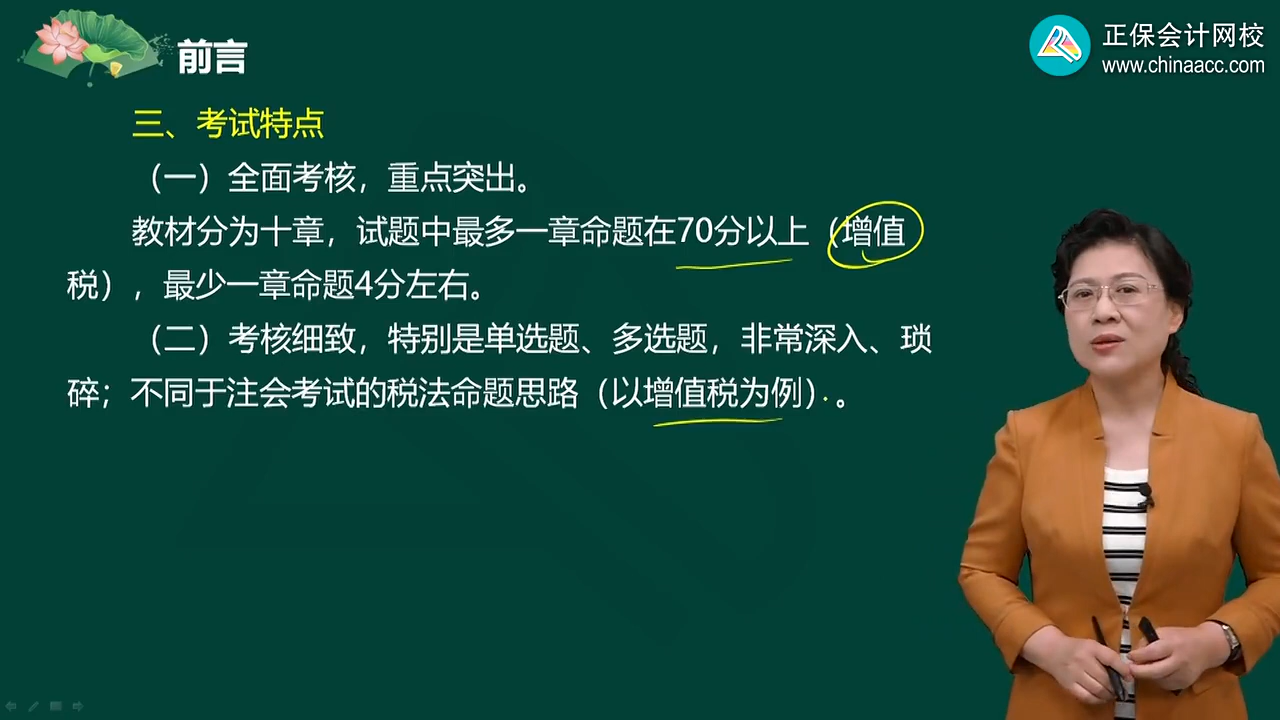 前言
正保会计网校
www.chinaacc.com
三、考试特点
（一）全面考核，重点突出。
教材分为十章，试题中最多一章命题在70分以上（增值
税），最少一章命题4分左右。
（二）考核细致，特别是单选题、多选题，非常深入、琐
碎；不同于注会考试的税法命题思路（以增值税为例）。